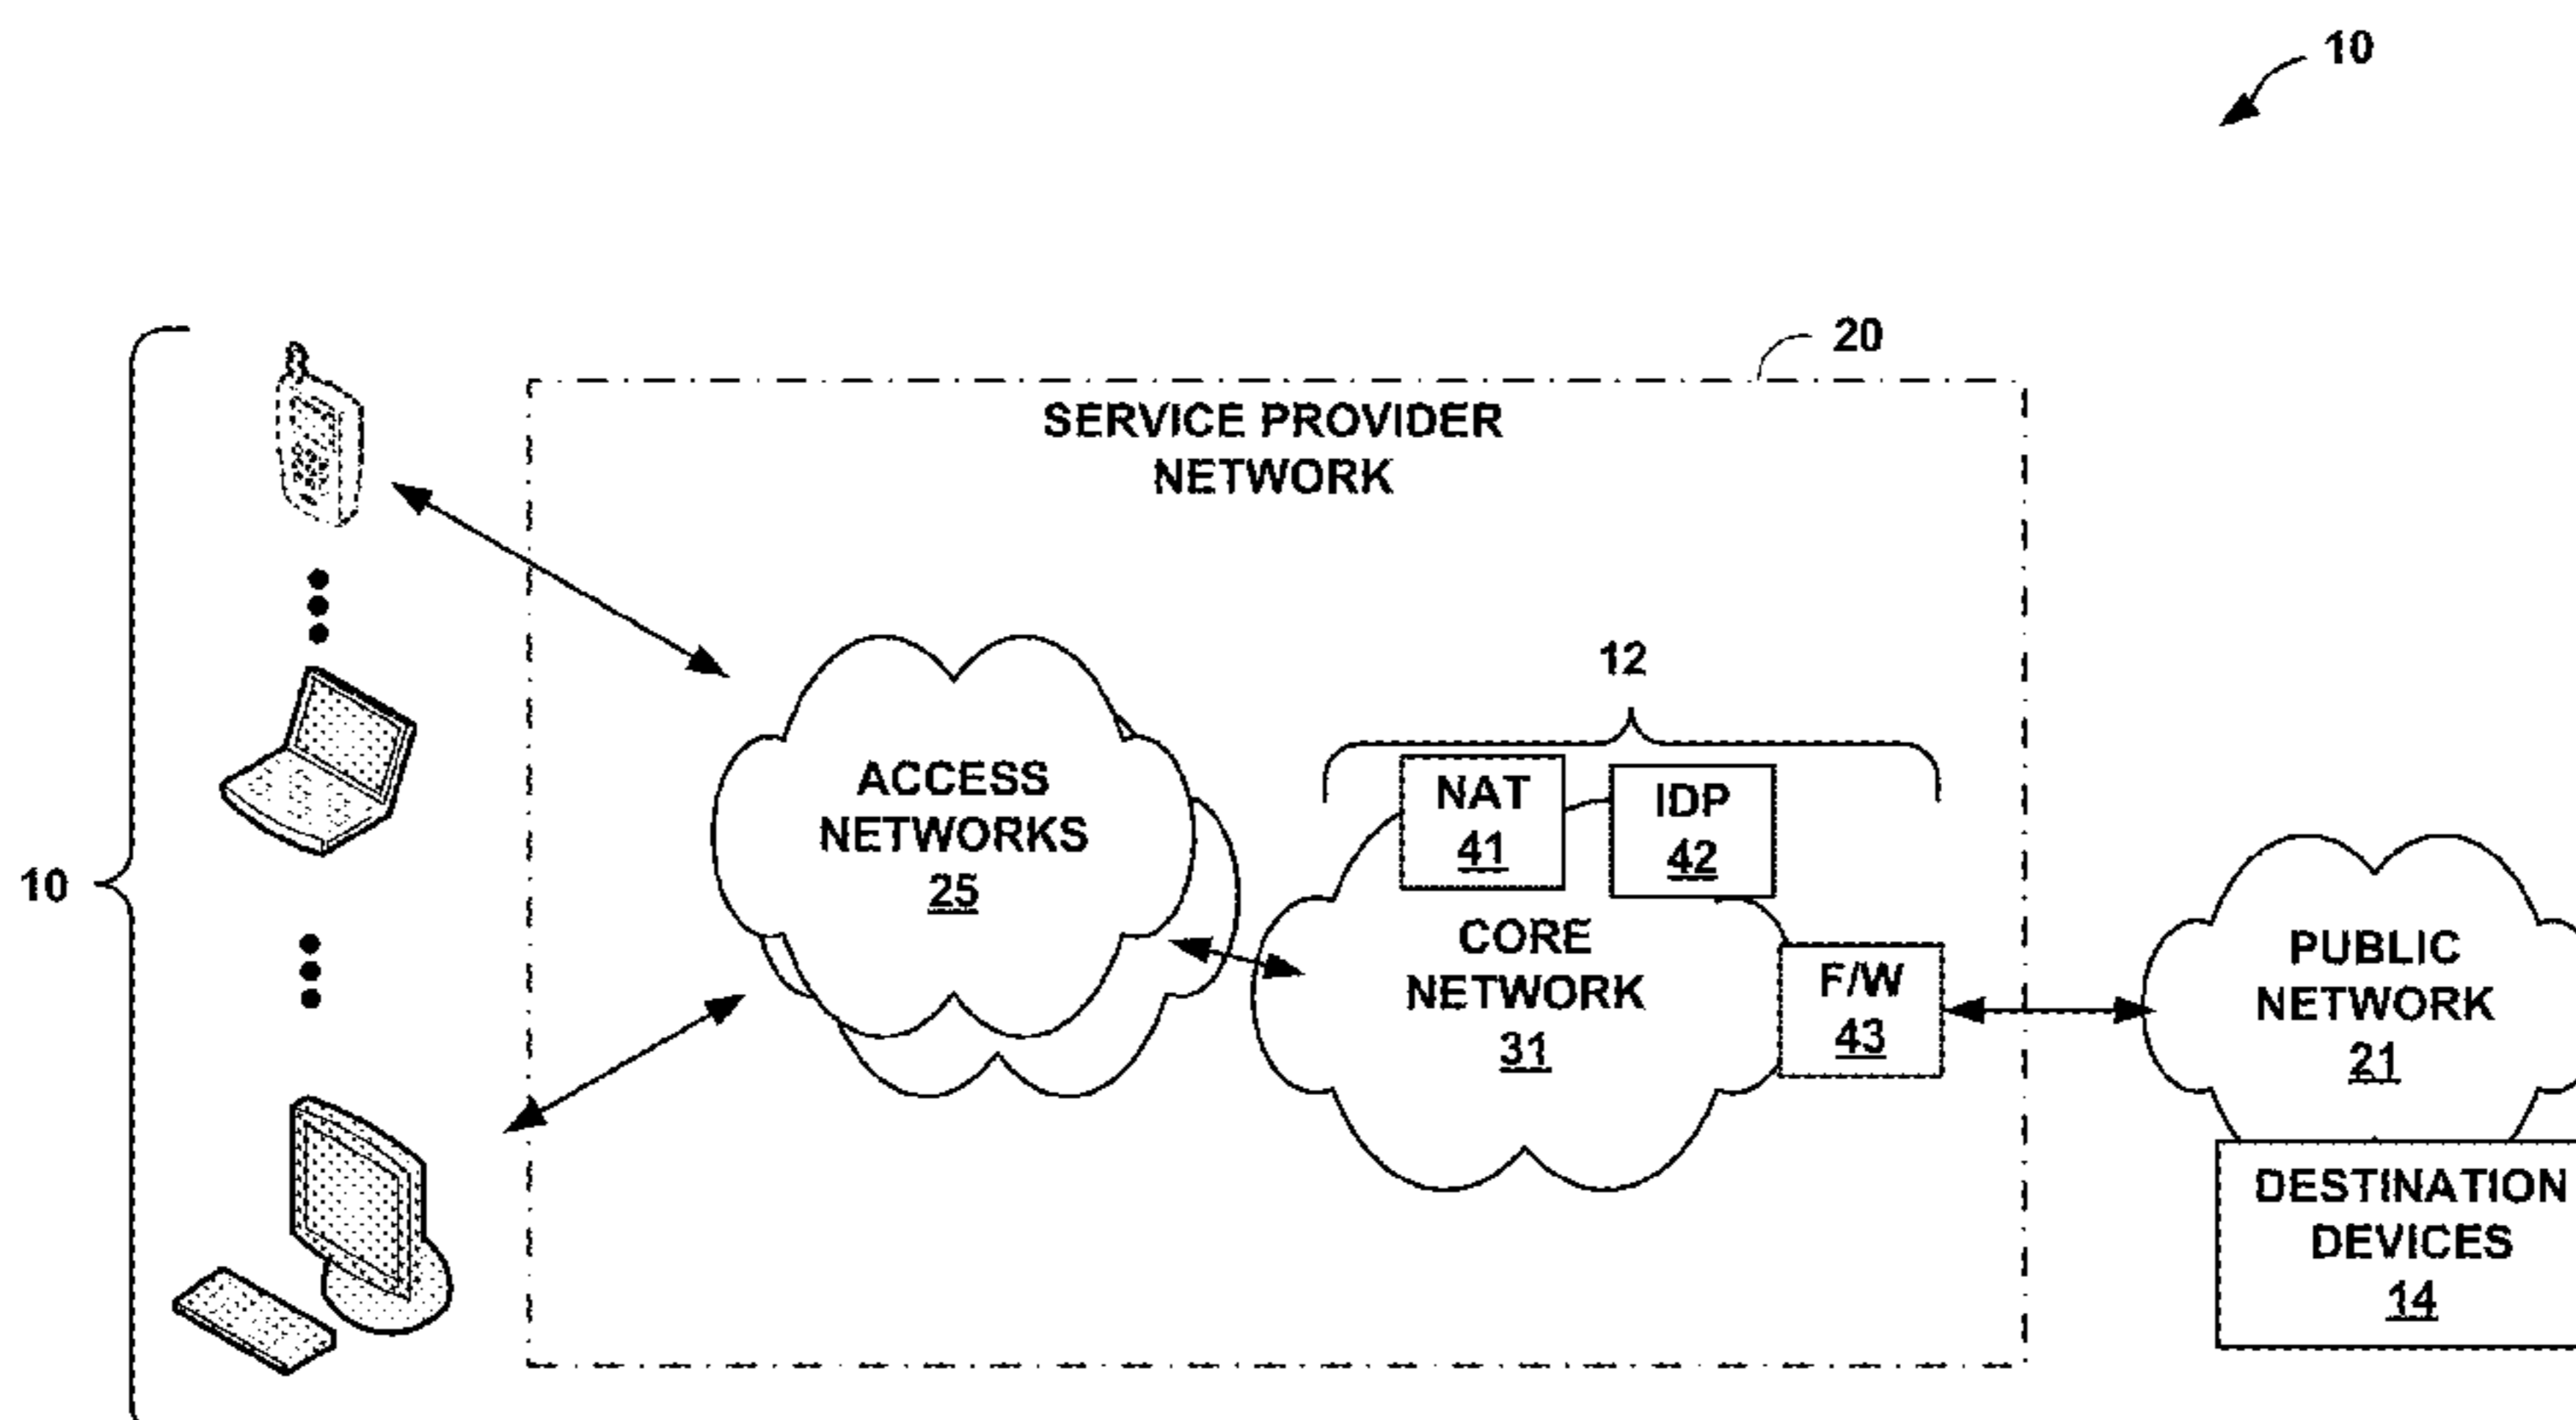 10
20
SERVICE PROVIDER
NETWORK
12
ACCESS
NETWORKS
25
NAT
41
IDP
42
10
CORE
NETWORK
31
F/W
43
PUBLIC
NETWORK
21
DESTINATION
DEVICES
14